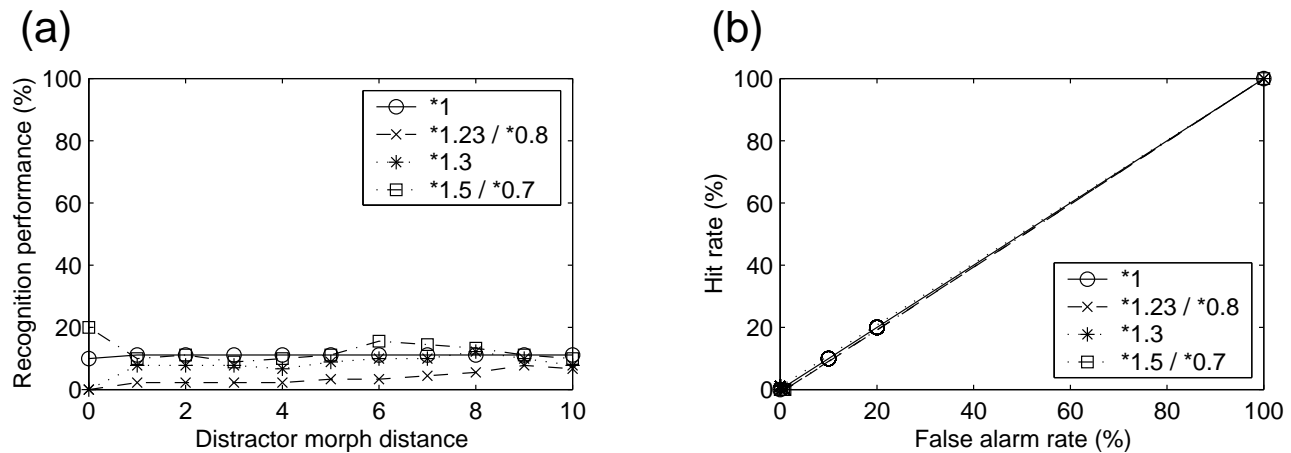 (a)
Recognition performance (%)
100
80
60
40
20
0
0 2 4 6 8 10
Distractor morph distance
*1
*1.23 / *0.8
*1.3
*1.5 / *0.7
(b)
Hit rate (%)
100
80
60
40
20
0
0 20 40 60 80 100
False alarm rate (%)
*1
*1.23 / *0.8
*1.3
*1.5 / *0.7